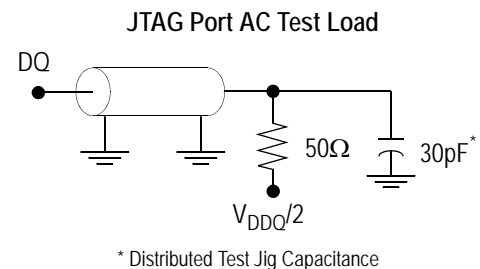 JTAG Port AC Test Load
DQ
50Ω
30pF*
VDDQ/2
* Distributed Test Jig Capacitance